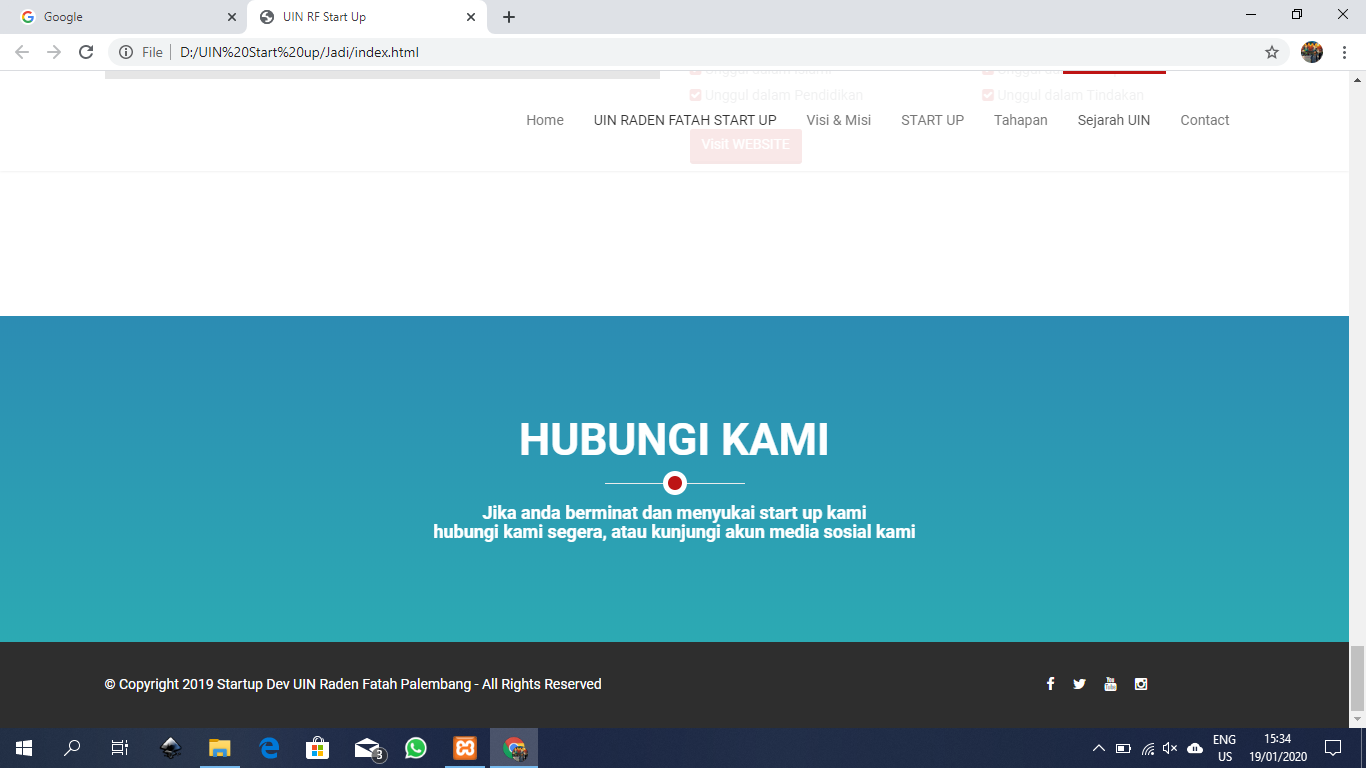 Google
UIN RF Start Up
File
D:/UIN%20Start%20up/Jadi/index.html
Unggul dalam Pendidikan
Unggul dalam Tindakan
Home
UIN RADEN FATAH START UP
Visi & Misi
START UP
Tahapan
Sejarah UIN
Contact
Visit WEBSITE
HUBUNGI KAMI
Jika anda berminat dan menyukai start up kami
hubungi kami segera, atau kunjungi akun media sosial kami
© Copyright 2019 Startup Dev UIN Raden Fatah Palembang - All Rights Reserved
You Tube
3
ENG
US
15:34
19/01/2020